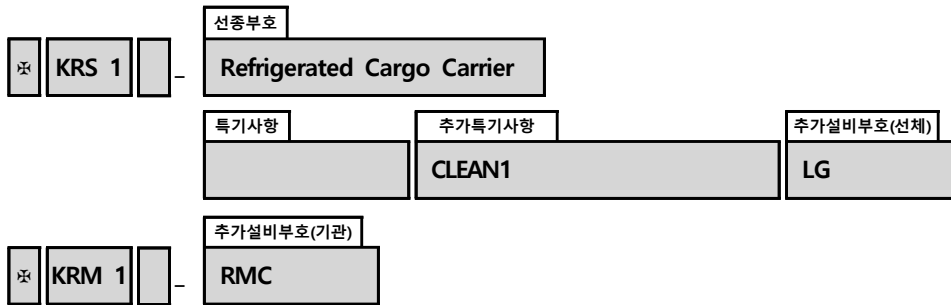 선종부호
✠ KRS 1 – Refrigerated Cargo Carrier
특기사항 추가특기사항 추가설비부호(선체)
CLEAN1 LG
추가설비부호(기관)
✠ KRM 1 – RMC